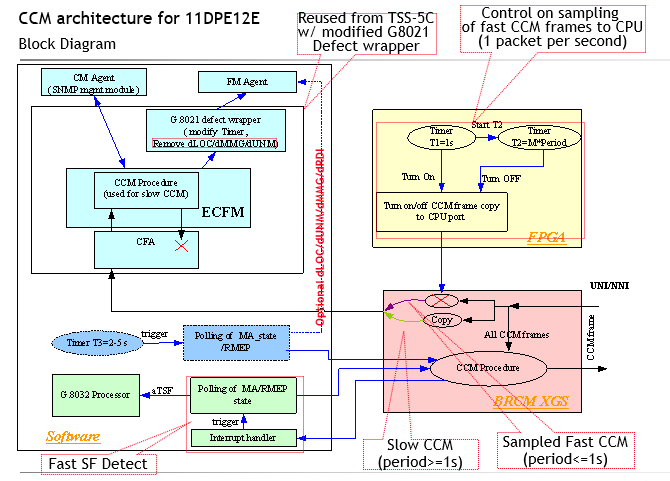 CCM architecture for 11DPE12E
Block Diagram
Reused from TSS-5C
w/ modified G8021
Defect wrapper
Control on sampling
of fast CCM frames to CPU
(1 packet per second)
CM Agent
(SNMP mgmt module)
FM Agent
G 8021 defect wrapper
( modify Timer ,
Remove dLOC/dMMG/dUNM)
CCM Procedure
(used for slow CCM)
ECFM
CFA
Optional dLOC/dUNM/dMMG/dRDI
Timer
T1=1s
Start T2
Timer
T2=M*Period
Turn On
Turn OFF
Turn on/off CCM frame copy
to CPU port
FPGA
UNI/NNI
Copy
All CCM frames
CCM frame
CCM Procedure
BRCM XGS
Timer T3=2-5 s
trigger
Polling of MA_state
/RMEP
G.8032 Processor
aTSF
Polling of MA/RMEP
state
trigger
Interrupt handler
Software
Fast SF Detect
Slow CCM
(period>=1s)
Sampled Fast CCM
(period<=1s)